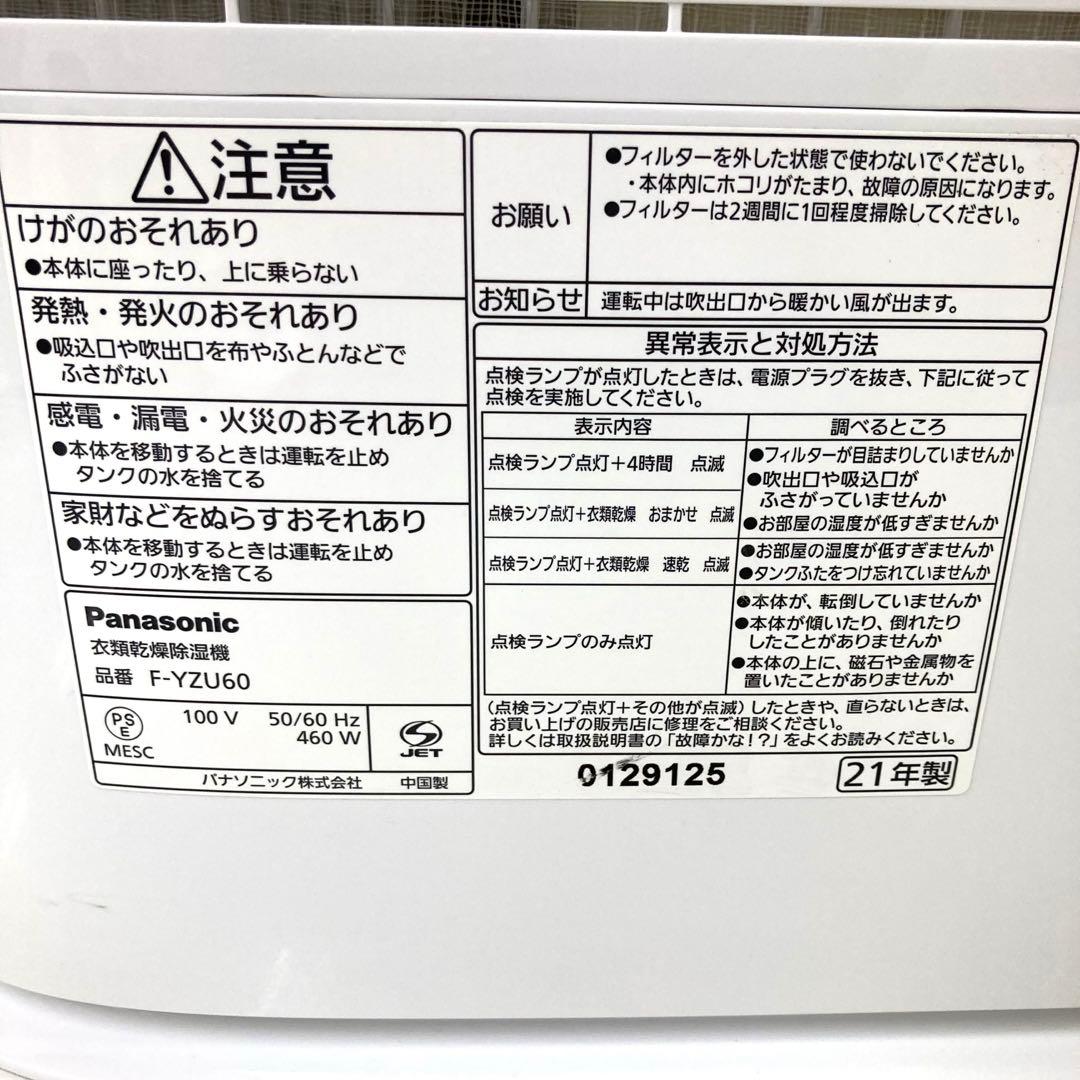 注意
けがのおそれあり
●本体に座ったり、上に乗らない
発熱・発火のおそれあり
●吸込口や吹出口を布やふとんなどで
ふさがない
感電・漏電・火災のおそれあり
●本体を移動するときは運転を止め
タンクの水を捨てる
家財などをぬらすおそれあり
●本体を移動するときは運転を止め
タンクの水を捨てる
Panasonic
衣類乾燥除湿機
品番 F-YZU60
PS
E
MESC
100 V 50/60 Hz
460 W
JET
パナソニック株式会社 中国製
お願い
●フィルターを外した状態で使わないでください。
・本体内にホコリがたまり、故障の原因になります。
●フィルターは2週間に1回程度掃除してください。
お知らせ 運転中は吹出口から暖かい風が出ます。
異常表示と対処方法
点検ランプが点灯したときは、電源プラグを抜き、下記に従って
点検を実施してください。
表示内容 調べるところ
点検ランプ点灯+4時間 点滅
点検ランプ点灯+衣類乾燥 おまかせ 点滅
●フィルターが目詰まりしていませんか
●吹出口や吸込口が
ふさがっていませんか
●お部屋の湿度が低すぎませんか
点検ランプ点灯+衣類乾燥 速乾 点滅
●お部屋の湿度が低すぎませんか
●タンクふたをつけ忘れていませんか
点検ランプのみ点灯
●本体が、転倒していませんか
●本体が傾いたり、倒れたり
したことがありませんか
●本体の上に、磁石や金属物を
置いたことがありませんか
(点検ランプ点灯+その他が点滅)したときや、直らないときは、
お買い上げの販売店に修理をご相談ください。
詳しくは取扱説明書の「故障かな!?」をよくお読みください。
0129125 21年製